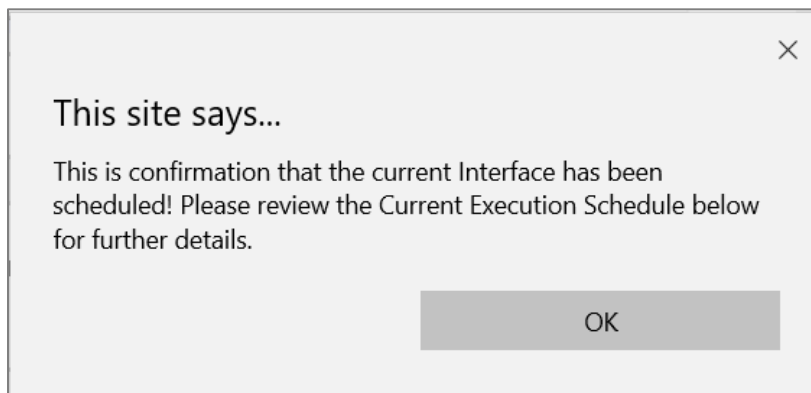 This site says...
This is confirmation that the current Interface has been
scheduled! Please review the Current Execution Schedule below
for further details.
OK